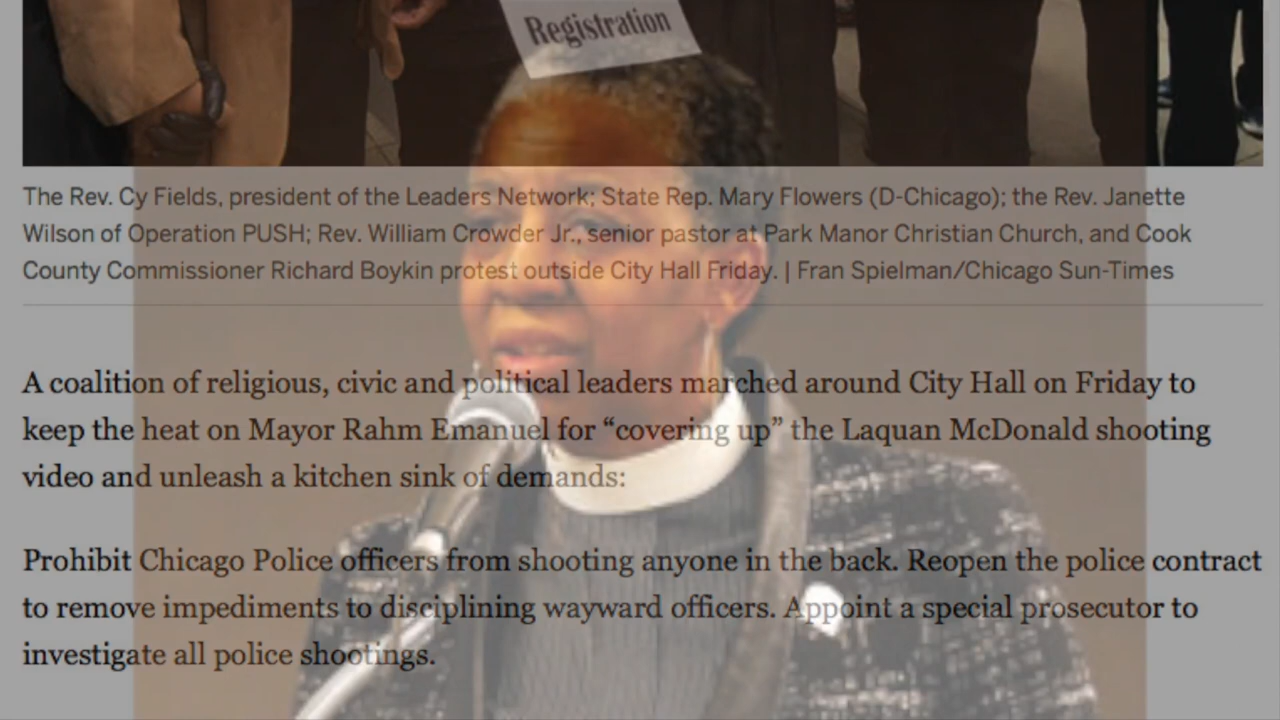 Registration
The Rev. Cy Fields, president of the Leaders Network; State Rep. Mary Flowers (D-Chicago); the Rev. Janette
Wilson of Operation PUSH; Rev. William Crowder Jr., senior pastor at Park Manor Christian Church, and Cook
County Commissioner Richard Boykin protest outside City Hall Friday. | Fran Spielman/Chicago Sun-Times
A coalition of religious, civic and political leaders marched around City Hall on Friday to
keep the heat on Mayor Rahm Emanuel for “covering up” the Laquan McDonald shooting
video and unleash a kitchen sink of demands:
Prohibit Chicago Police officers from shooting anyone in the back. Reopen the police contract
to remove impediments to disciplining wayward officers. Appoint a special prosecutor to
investigate all police shootings.